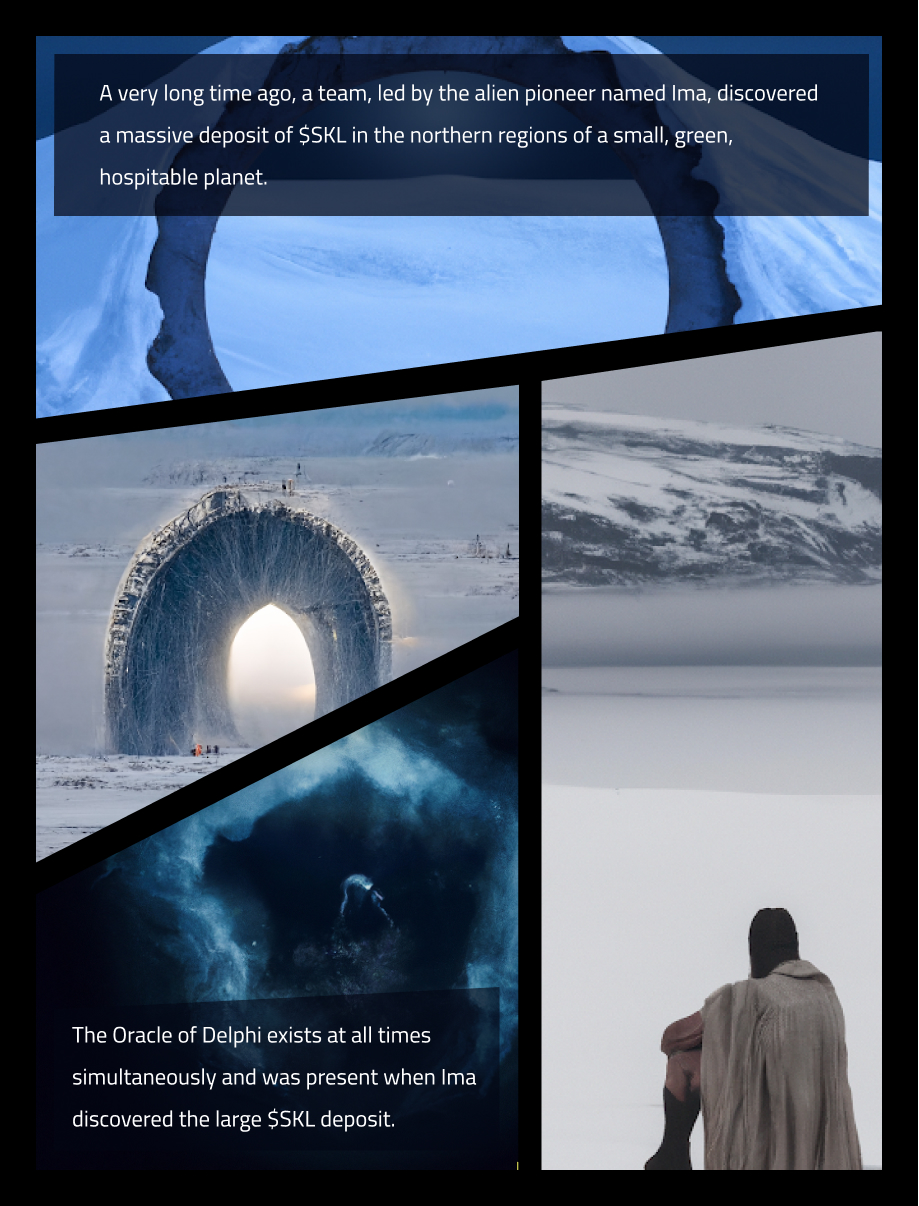 A very long time ago, a team, led by the alien pioneer named Ima, discovered
a massive deposit of $SKL in the northern regions of a small, green,
hospitable planet.
The Oracle of Delphi exists at all times
simultaneously and was present when Ima
discovered the large $SKL deposit.